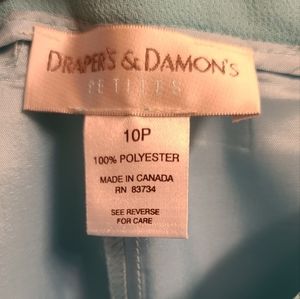 DRAPER'S & DAMON'S
PETITES
10P
100% POLYESTER
MADE IN CANADA
RN 83734
SEE REVERSE
FOR CARE